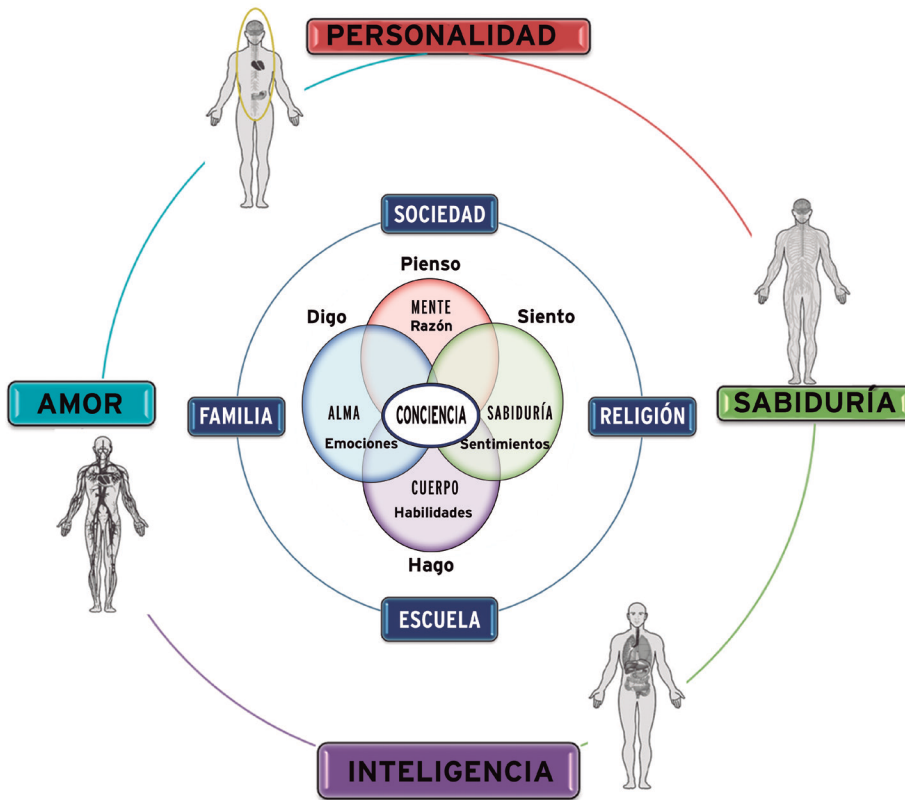 PERSONALIDAD
SOCIEDAD
Pienso
Digo
MENTE
Razón
Siento
AMOR
FAMILIA
ALMA
Emociones
CONCIENCIA
SABIDURÍA
Sentimientos
RELIGIÓN
SABIDURÍA
CUERPO
Habilidades
Hago
ESCUELA
INTELIGENCIA